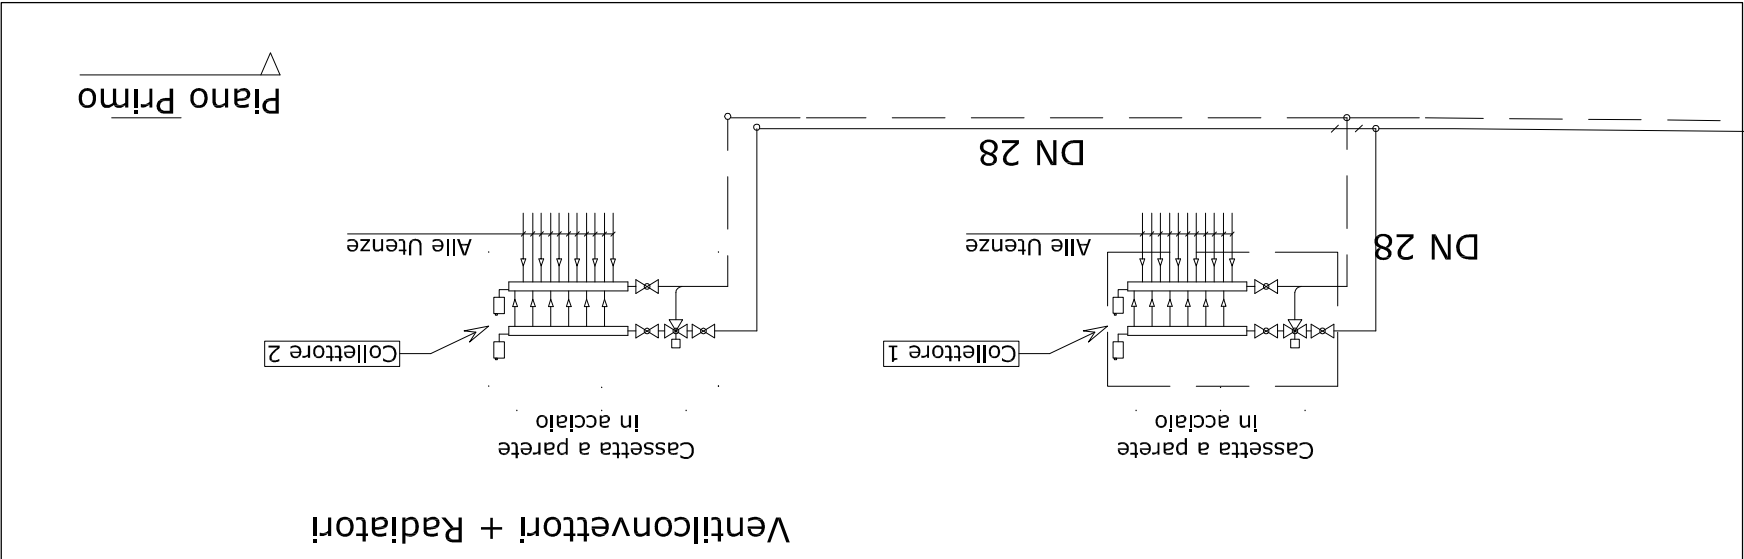 Ventilconvettori + Radiatori
Cassetta a parete
in acciaio
Cassetta a parete
in acciaio
Collettore 1
Collettore 2
Alle Utenze
Alle Utenze
DN 28
DN 28
Piano Primo